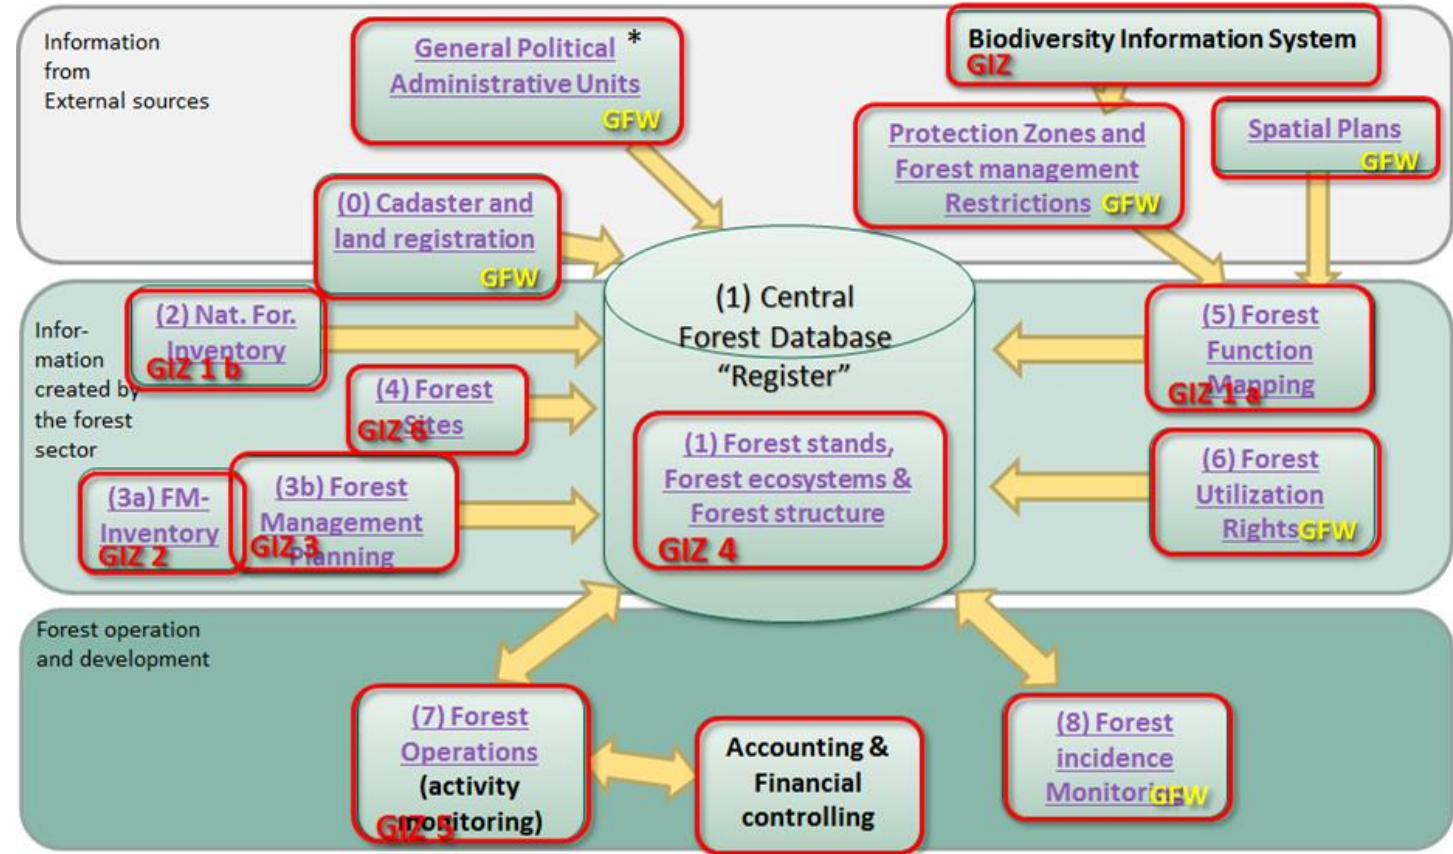 Information
from
External sources
General Political *
Administrative Units
GFW
Biodiversity Information System
GIZ
Protection Zones and
Forest management
Restrictions GFW
Spatial Plans
GFW
(0) Cadaster and
land registration
GFW
Infor-
mation
created by
the forest
sector
(2) Nat. For.
Inventory
GIZ 1 b
(4) Forest
Sites
GIZ 6
(3a) FM-
Inventory
GIZ 2
(3b) Forest
Management
Planning
GIZ 3
(1) Central
Forest Database
“Register”
(1) Forest stands,
Forest ecosystems &
Forest structure
GIZ 4
(5) Forest
Function
Mapping
GIZ 1 a
(6) Forest
Utilization
Rights GFW
Forest operation
and development
(7) Forest
Operations
(activity
monitoring)
GIZ 5
Accounting &
Financial
controlling
(8) Forest
incidence
Monitoring
GFW